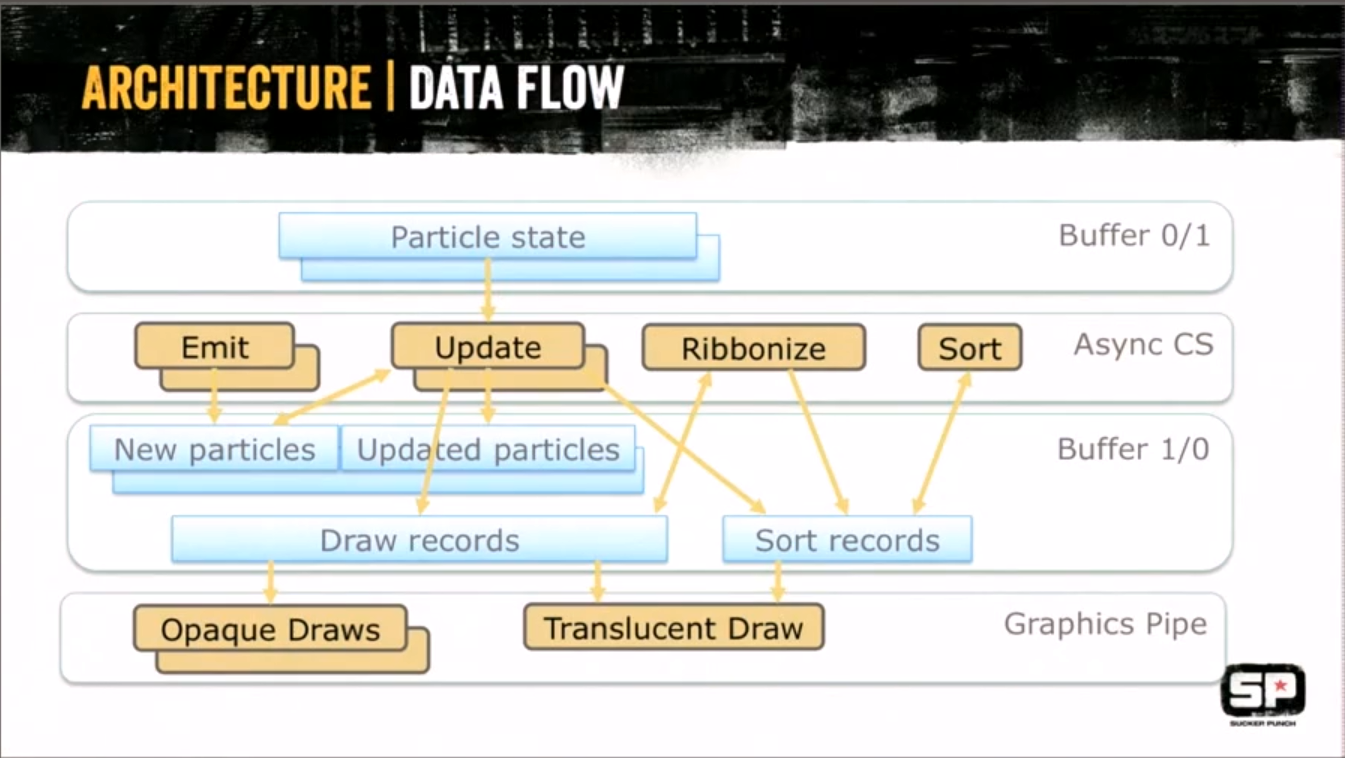 ARCHITECTURE | DATA FLOW
Particle state
Buffer 0/1
Emit
Update
Ribbonize
Sort
Async CS
New particles
Updated particles
Buffer 1/0
Draw records
Sort records
Opaque Draws
Translucent Draw
Graphics Pipe
SP
SUCKER PUNCH